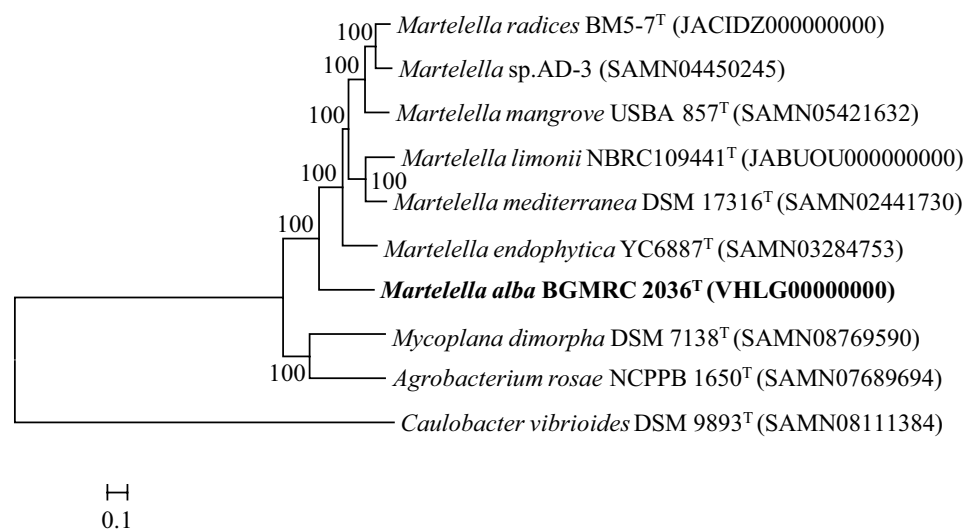 100
Martelella radices BM5-7ᵀ (JACIDZ000000000)
100
Martelella sp.AD-3 (SAMN04450245)
100
Martelella mangrove USBA 857ᵀ (SAMN05421632)
100
Martelella limonii NBRC109441ᵀ (JABUOU000000000)
100
Martelella mediterranea DSM 17316ᵀ (SAMN02441730)
100
Martelella endophytica YC6887ᵀ (SAMN03284753)
Martelella alba BGMRC 2036ᵀ (VHLG00000000)
Mycoplana dimorpha DSM 7138ᵀ (SAMN08769590)
100
Agrobacterium rosae NCPPB 1650ᵀ (SAMN07689694)
Caulobacter vibrioides DSM 9893ᵀ (SAMN08111384)
0.1